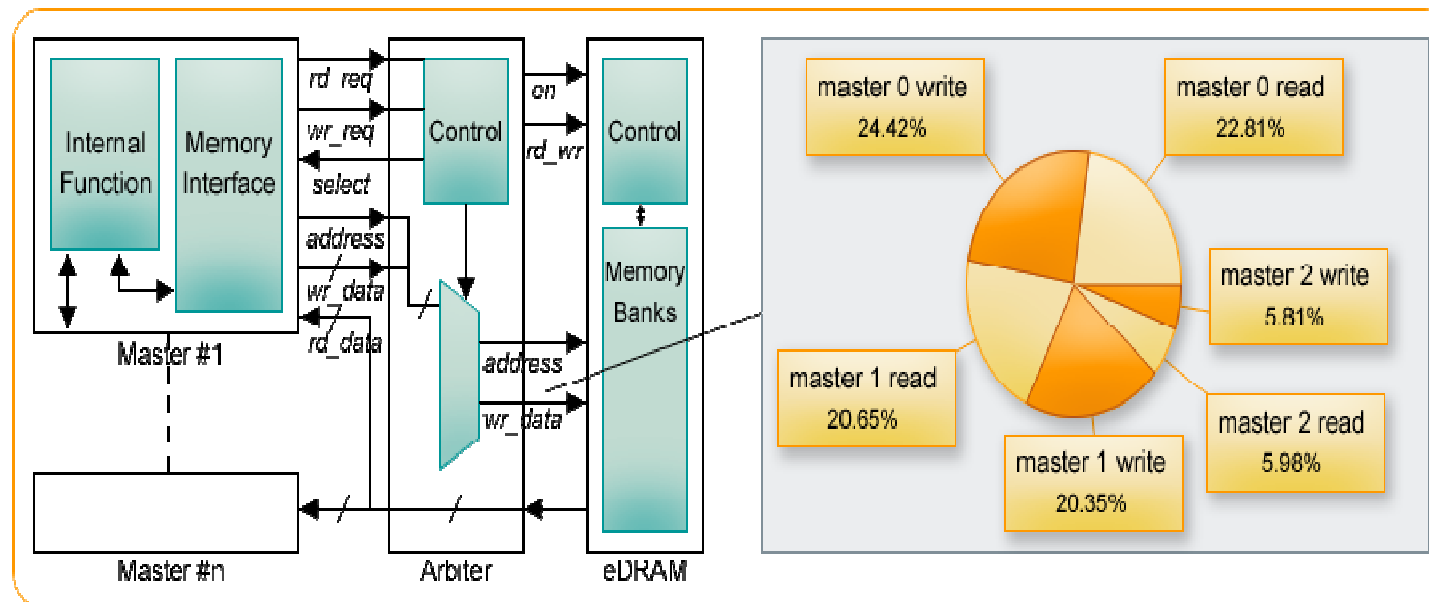 Internal
Function
Memory
Interface
Master #1
Master #n
rd_req
wr_req
select
address
wr_data
rd_data
Control
address
wr_data
Arbiter
on
rd_wr
Control
Memory
Banks
eDRAM
master 0 write
24.42%
master 0 read
22.81%
master 2 write
5.81%
master 1 read
20.65%
master 2 read
5.98%
master 1 write
20.35%